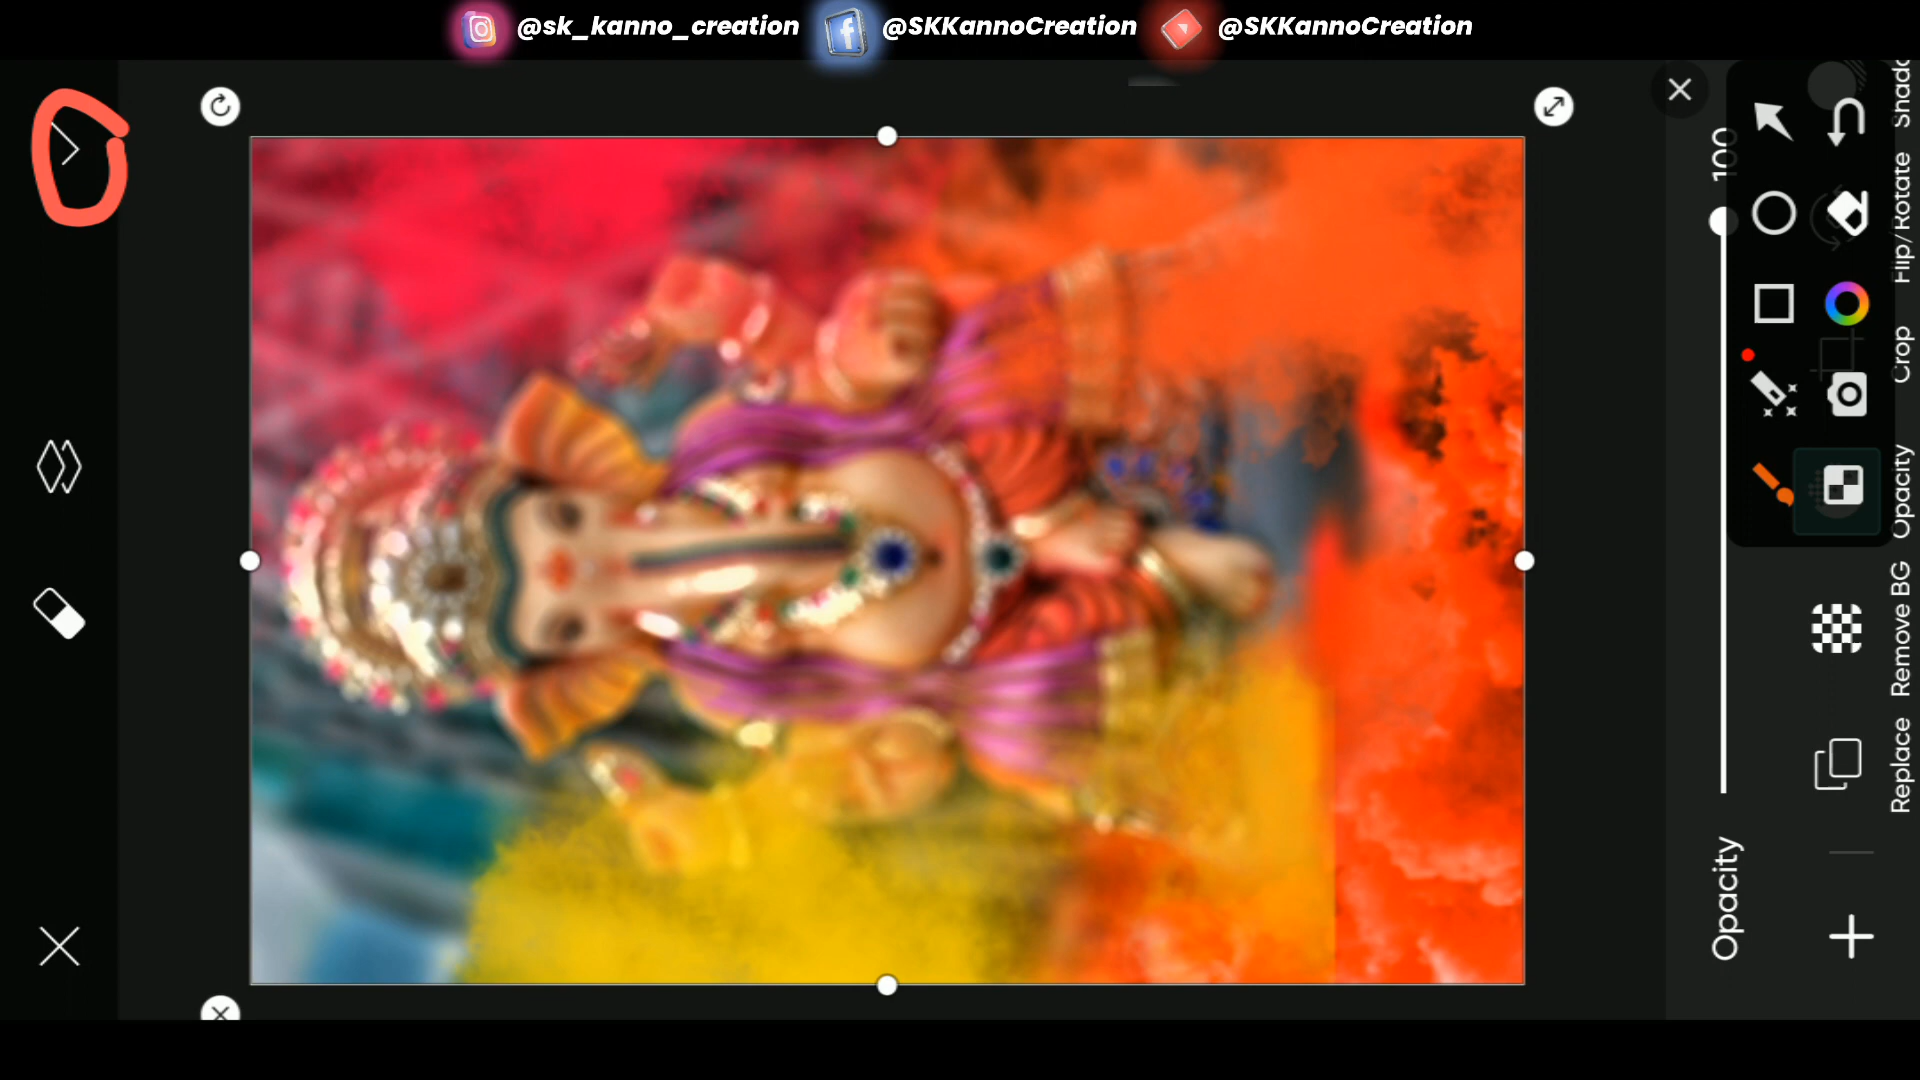 @sk_kanno_creation @SKKannoCreation @SKKannoCreation
100
Opacity
Flip/Rotate
Crop
Opacity
Remove BG
Replace